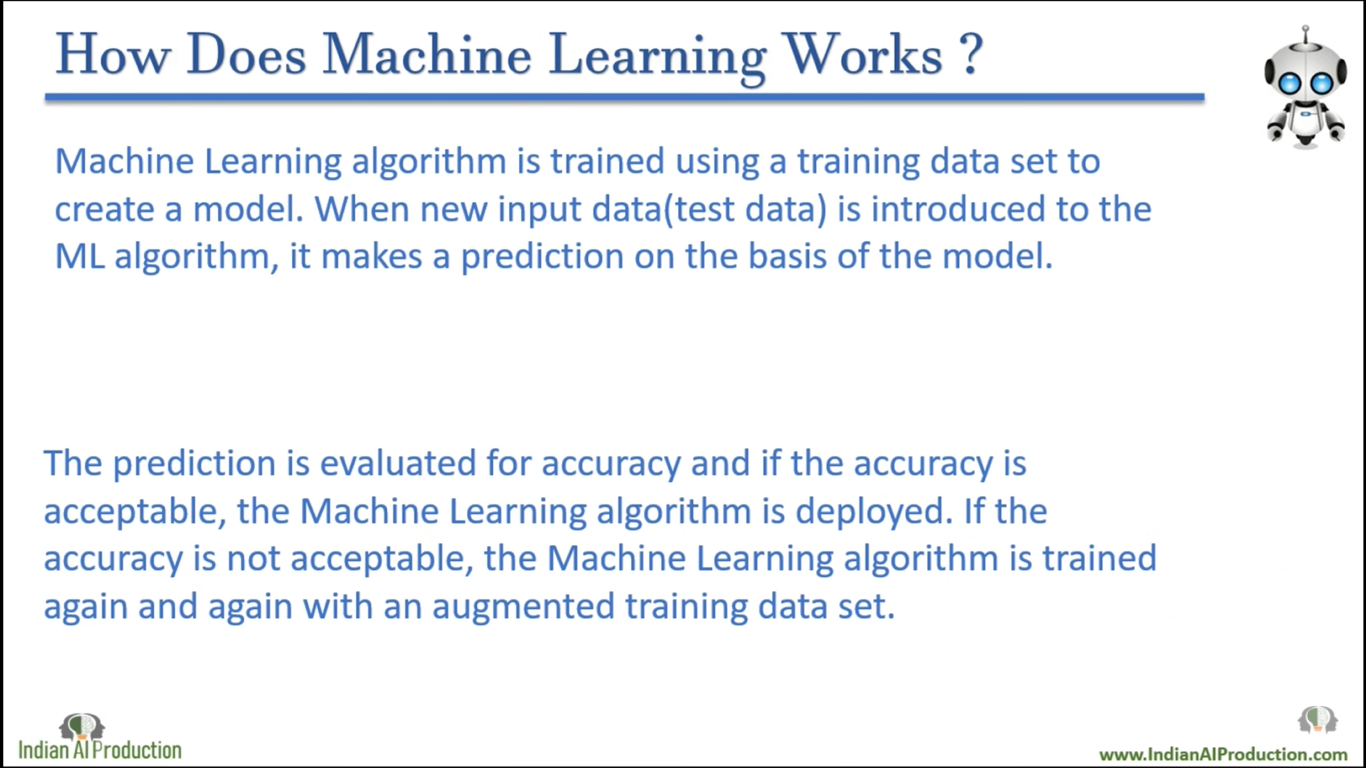 How Does Machine Learning Works ?
Machine Learning algorithm is trained using a training data set to
create a model. When new input data(test data) is introduced to the
ML algorithm, it makes a prediction on the basis of the model.
The prediction is evaluated for accuracy and if the accuracy is
acceptable, the Machine Learning algorithm is deployed. If the
accuracy is not acceptable, the Machine Learning algorithm is trained
again and again with an augmented training data set.
Indian AI Production
www.IndianAIProduction.com